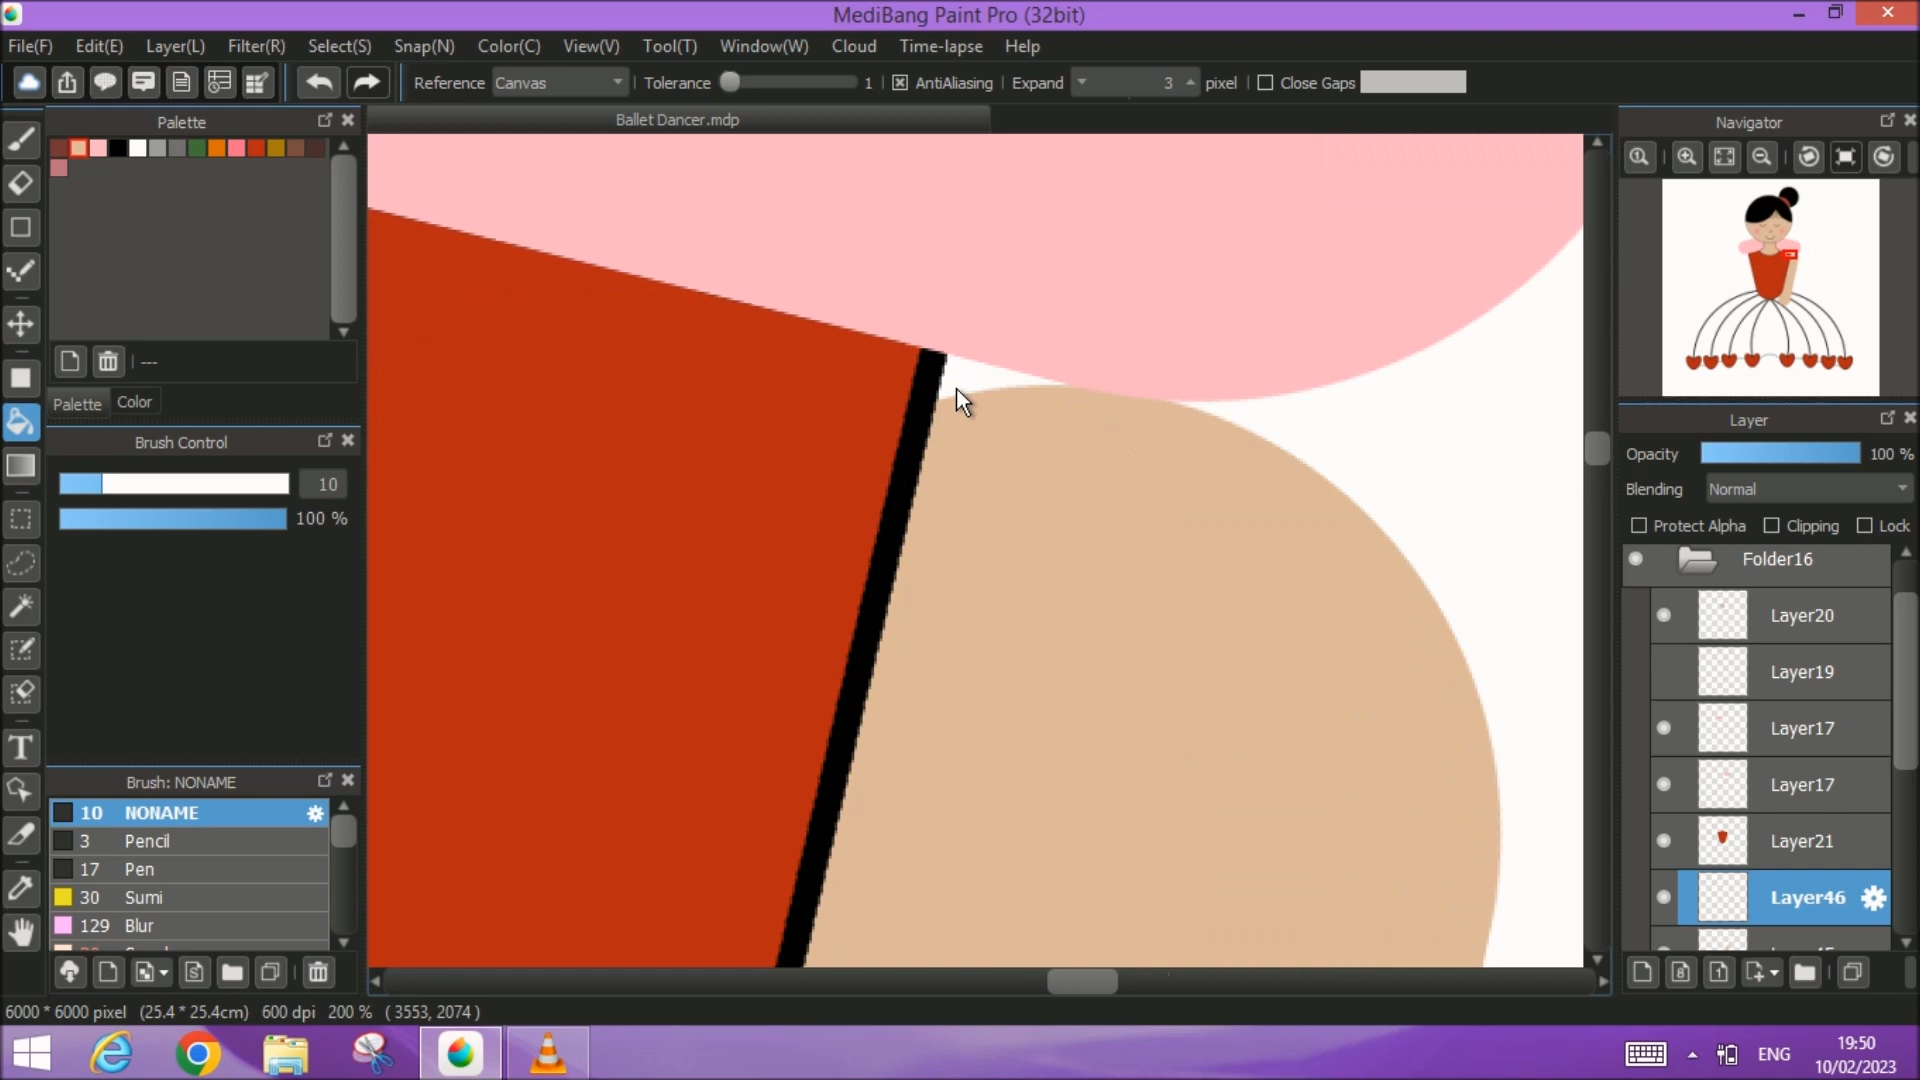 MediBang Paint Pro (32bit)
File(F) Edit(E) Layer(L) Filter(R) Select(S) Snap(N) Color(C) View(V) Tool(T) Window(W) Cloud Time-lapse Help
Reference Canvas Tolerance 1 AntiAliasing Expand 3 pixel Close Gaps
Palette
Ballet Dancer.mdp
Navigator
---
Palette Color
Brush Control
10
100 %
Layer
Opacity 100 %
Blending Normal
Protect Alpha Clipping Lock
Folder16
Layer20
Layer19
Layer17
Layer17
Layer21
Layer46
Brush: NONAME
10 NONAME
3 Pencil
17 Pen
30 Sumi
129 Blur
6000 * 6000 pixel (25.4 * 25.4cm) 600 dpi 200 % ( 3553, 2074 )
ENG
19:50
10/02/2023